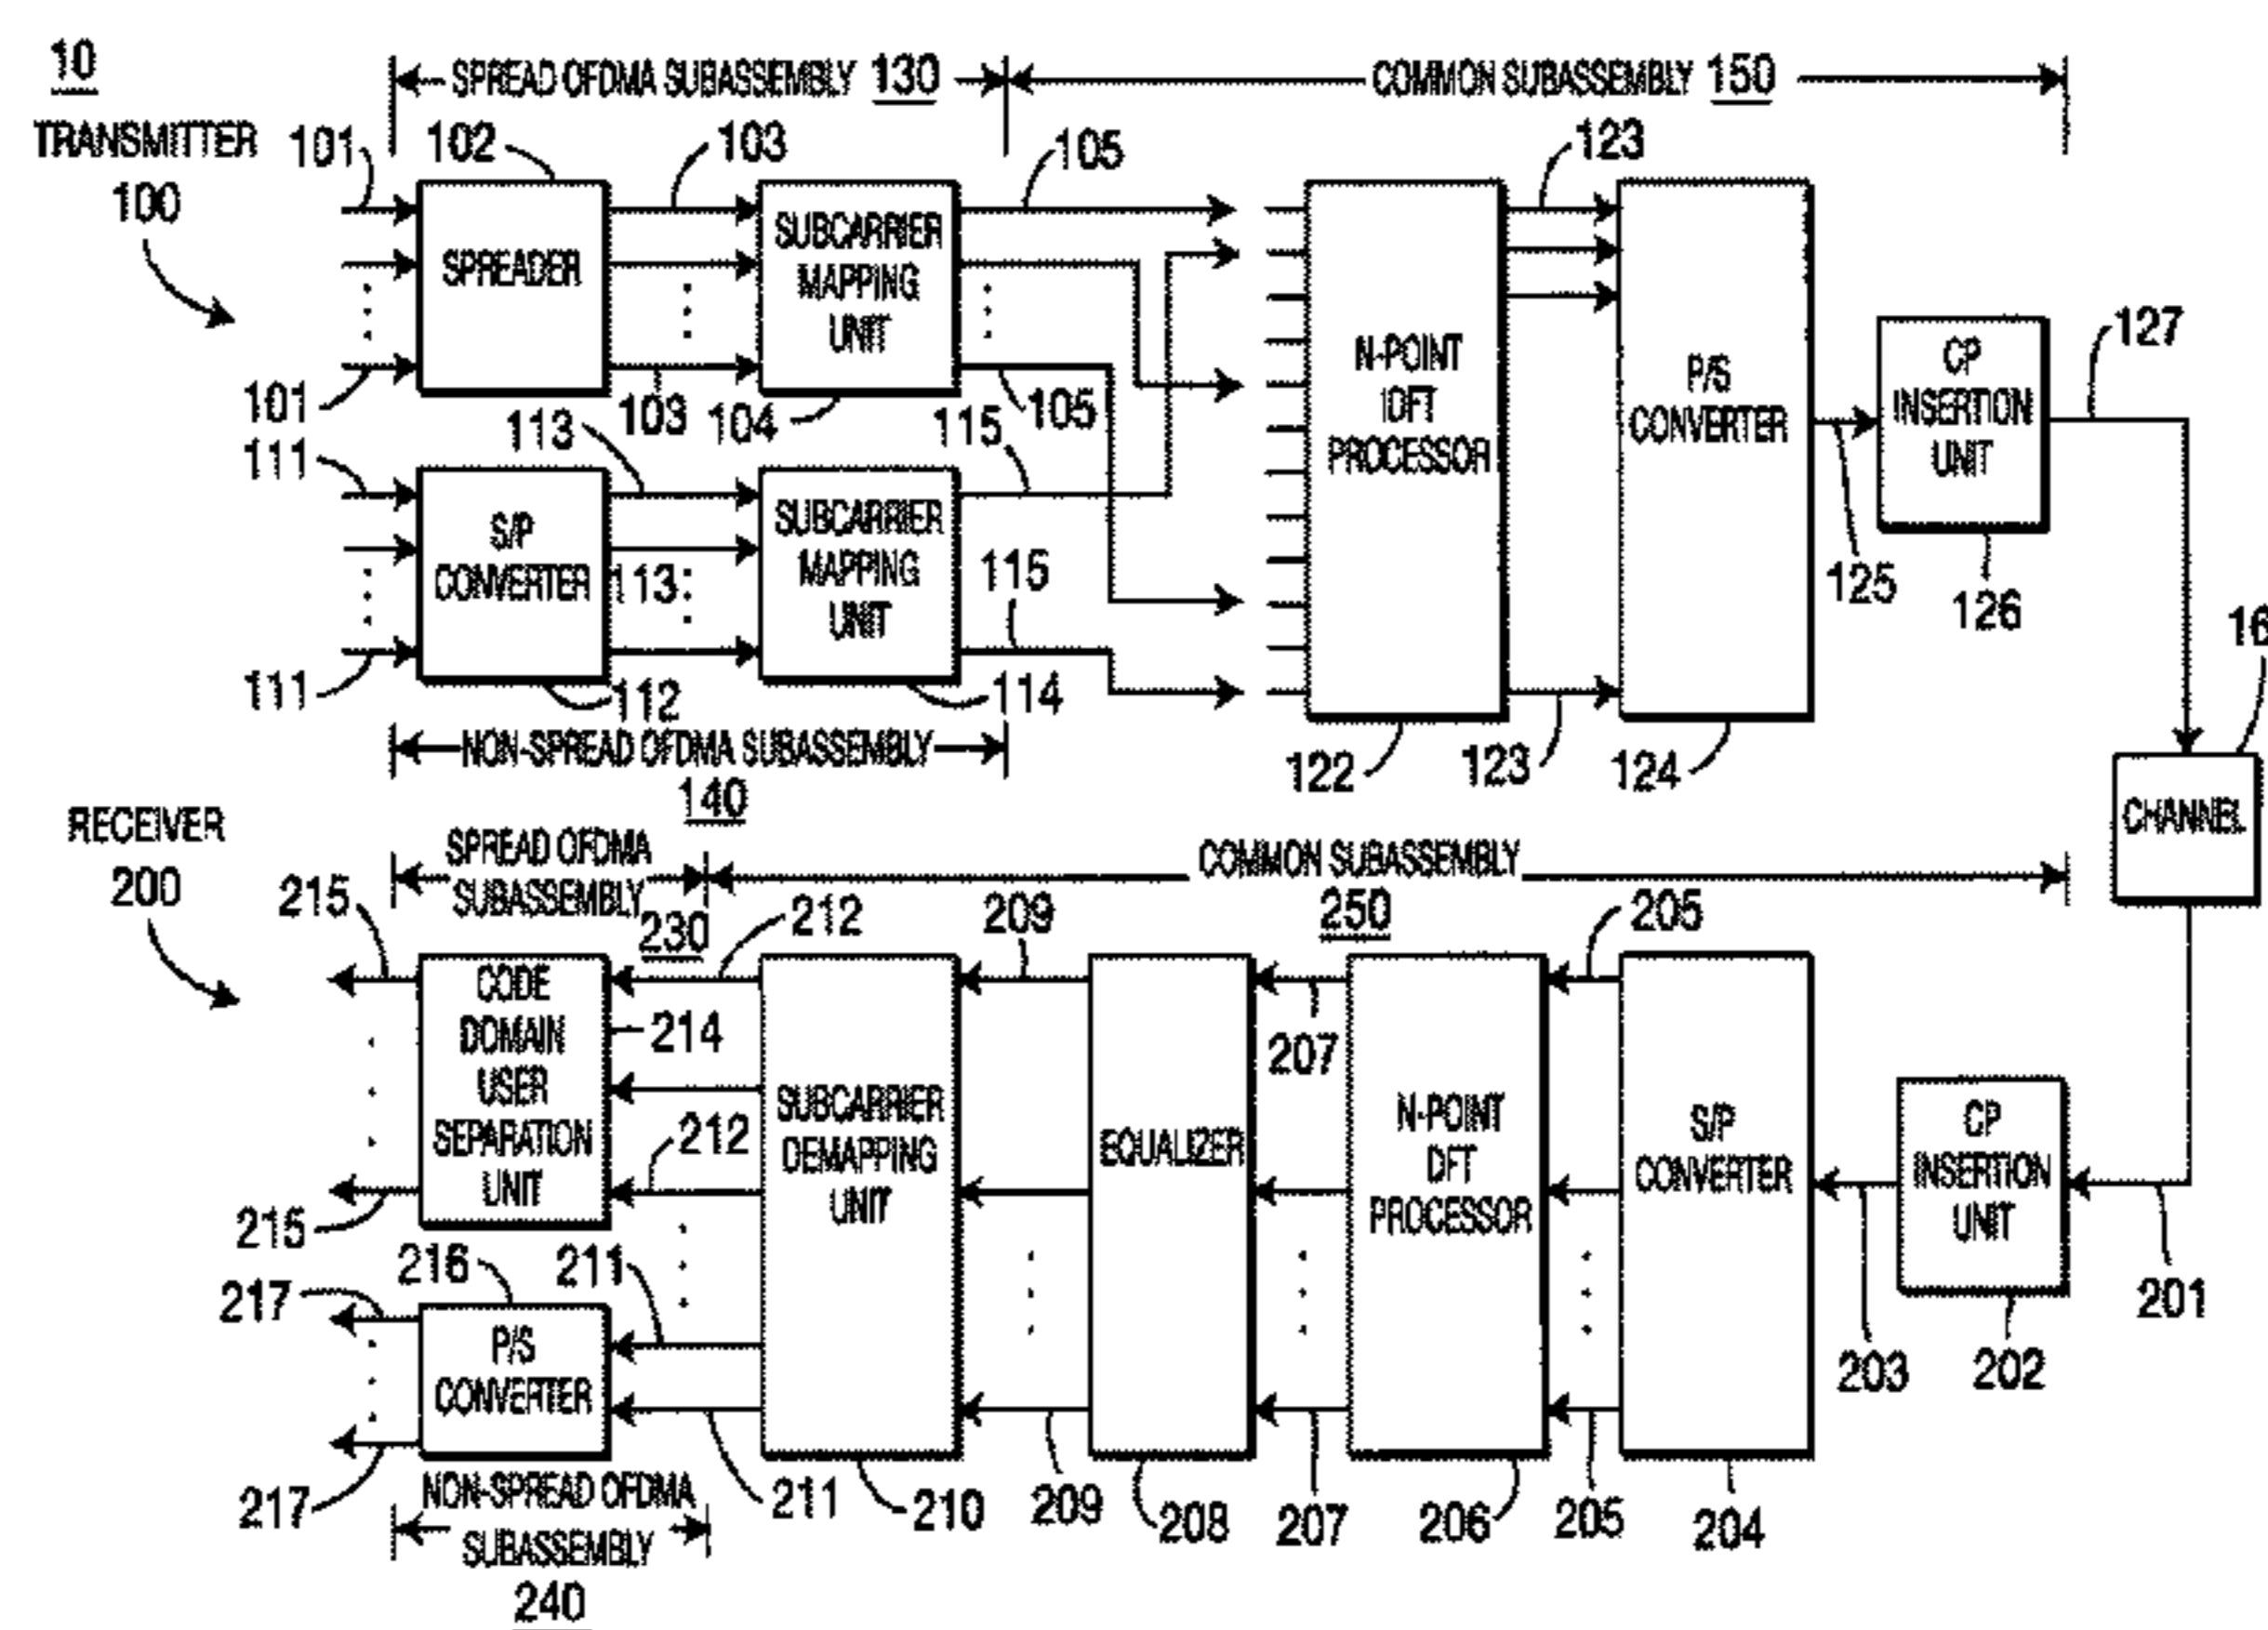 10
SPREAD OFDMA SUBASSEMBLY 130
COMMON SUBASSEMBLY 150
TRANSMITTER
100
101
102
103
105
123
SPREADER
SUBCARRIER
MAPPING
UNIT
N-POINT
IDFT
PROCESSOR
P/S
CONVERTER
CP
INSERTION
UNIT
127
101
103
104
105
111
113
115
S/P
CONVERTER
113
SUBCARRIER
MAPPING
UNIT
115
125
126
16
111
112
114
122
123
124
NON-SPREAD OFDMA SUBASSEMBLY
140
CHANNEL
RECEIVER
200
SPREAD OFDMA
SUBASSEMBLY
230
COMMON SUBASSEMBLY
250
215
212
209
205
CODE
DOMAIN
USER
SEPARATION
UNIT
214
212
207
SUBCARRIER
DEMAPPING
UNIT
EQUALIZER
N-POINT
DFT
PROCESSOR
S/P
CONVERTER
CP
INSERTION
UNIT
215
216
211
217
P/S
CONVERTER
201
203
202
217
211
210
209
208
207
206
205
204
NON-SPREAD OFDMA
SUBASSEMBLY
240